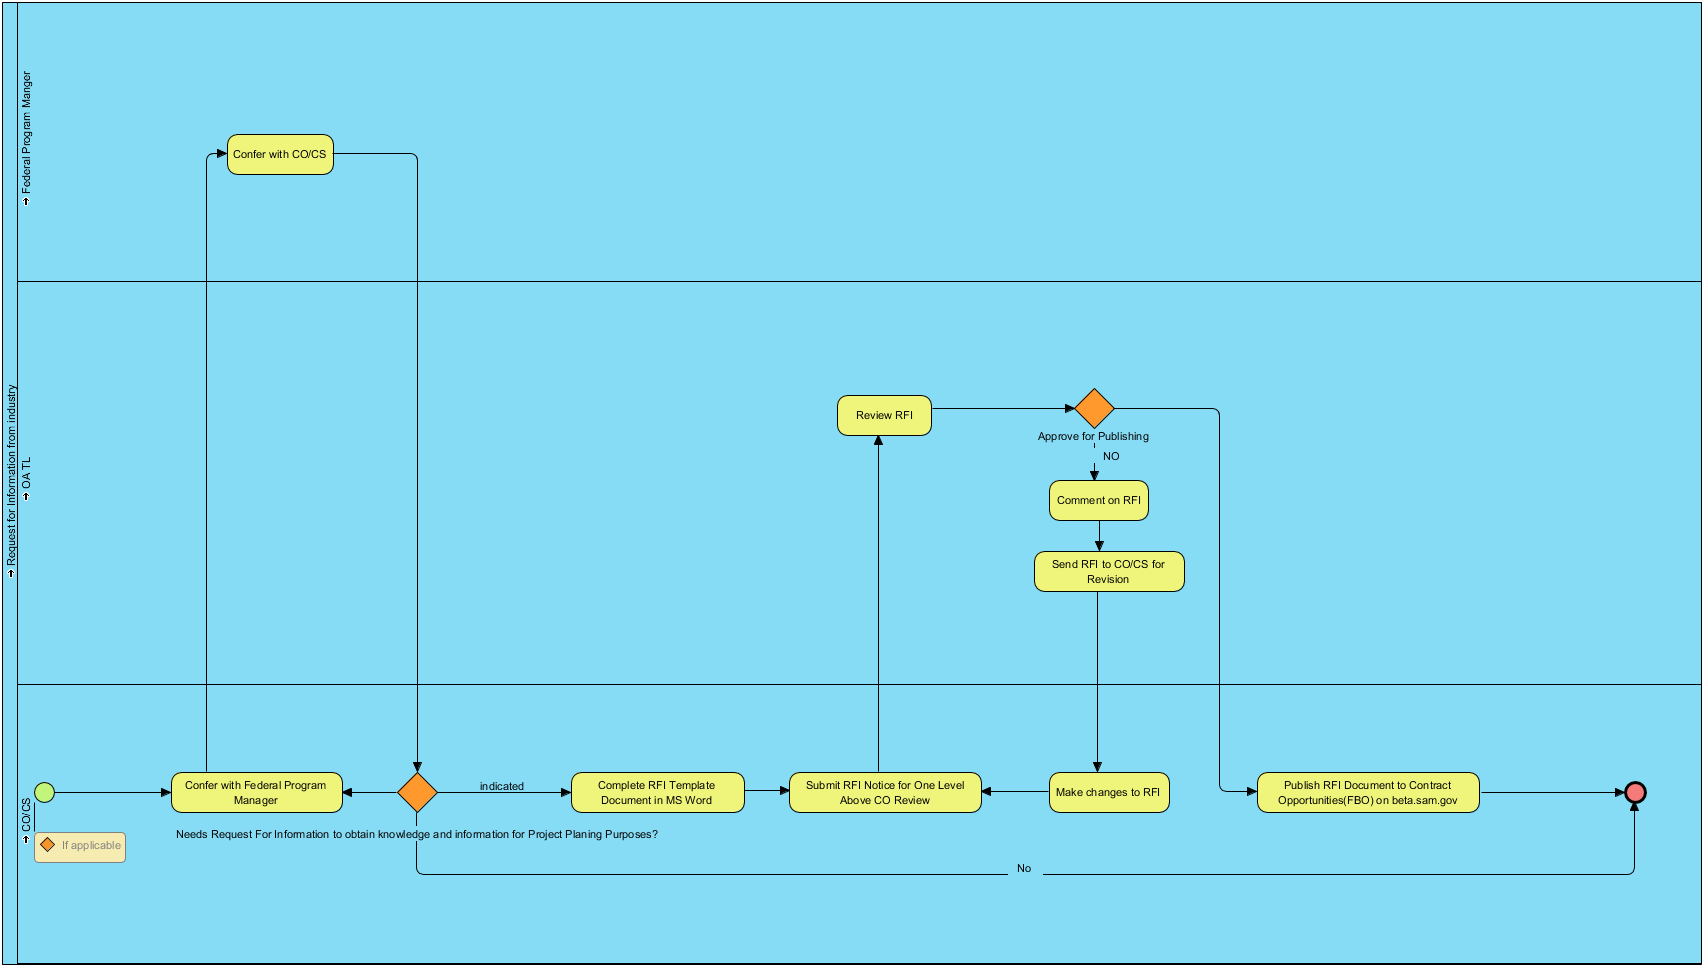 Request for Information from industry
Federal Program Manger
Confer with CO/CS
OA TL
Review RFI
Approve for Publishing
NO
Comment on RFI
Send RFI to CO/CS for
Revision
CO/CS
If applicable
Confer with Federal Program
Manager
indicated
Needs Request For Information to obtain knowledge and information for Project Planing Purposes?
Complete RFI Template
Document in MS Word
Submit RFI Notice for One Level
Above CO Review
Make changes to RFI
Publish RFI Document to Contract
Opportunities(FBO) on beta.sam.gov
No